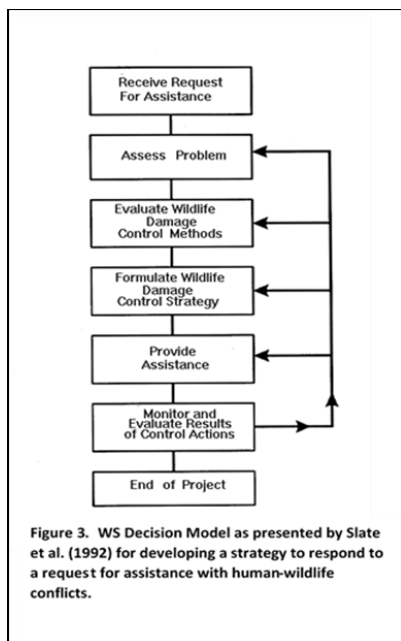 Receive Request
For Assistance
Assess Problem
Evaluate Wildlife
Damage
Control Methods
Formulate Wildlife
Damage
Control Strategy
Provide
Assistance
Monitor and
Evaluate Results
of Control Actions
End of Project
Figure 3. WS Decision Model as presented by Slate
et al. (1992) for developing a strategy to respond to
a request for assistance with human-wildlife
conflicts.